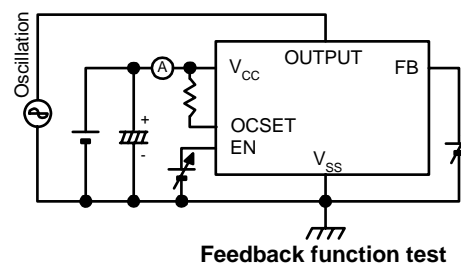 Oscillation
A
VCC
OUTPUT
FB
+
-
OCSET
EN
VSS
Feedback function test